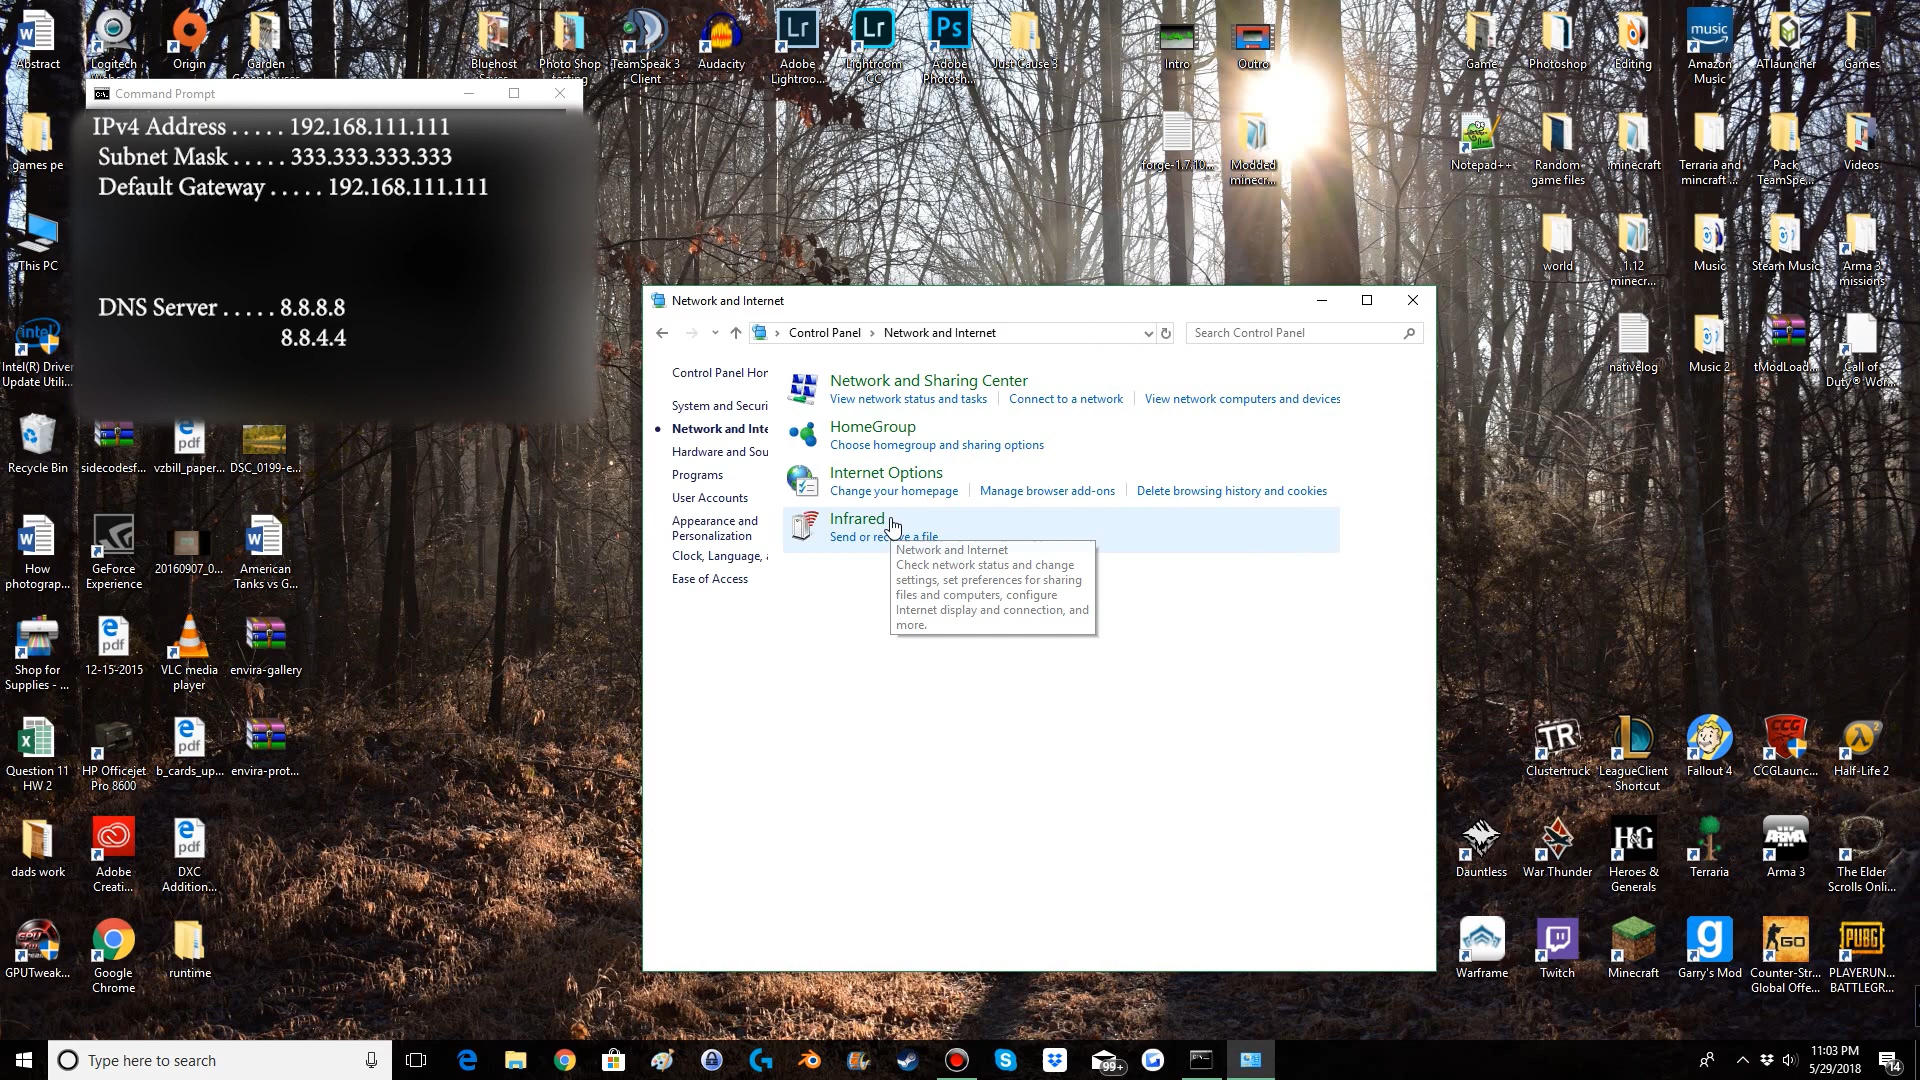 Abstract
Logitech
Origin
Garden
Greenhouse
Bluehost
Photo Shop
testing
TeamSpeak 3
Client
Audacity
Adobe
Lightroo...
Lightroom
CC
Adobe
Photosh...
Just Cause 3
Intro
Outro
Game
Photoshop
Editing
Amazon
Music
ATlauncher
Games
Command Prompt
IPv4 Address . . . . . 192.168.111.111
Subnet Mask . . . . . 333.333.333.333
Default Gateway . . . . . 192.168.111.111
DNS Server . . . . . 8.8.8.8
8.8.4.4
games pe
This PC
Intel(R) Driver
Update Utili...
Recycle Bin
sidecodesf...
vzbill_paper...
DSC_0199-e...
How
photograp...
GeForce
Experience
20160907_0...
American
Tanks vs G...
Shop for
Supplies - ...
12-15-2015
VLC media
player
envira-gallery
Question 11
HW 2
HP Officejet
Pro 8600
b_cards_up...
envira-prot...
dads work
Adobe
Creati...
DXC
Addition...
GPUTweak...
Google
Chrome
runtime
forge-1.7.10...
Modded
minecr...
Notepad++
Random
game files
minecraft
Terraria and
mincraft ...
Pack
TeamSpe...
Videos
world
1.12
minecr...
Music
Steam Music
Arma 3
missions
nativelog
Music 2
tModLoad...
Call of
Duty® Wor...
Network and Internet
Control Panel > Network and Internet
Search Control Panel
Control Panel Hor
System and Securi
Network and Inte
Hardware and Sou
Programs
User Accounts
Appearance and
Personalization
Clock, Language, a
Ease of Access
Network and Sharing Center
View network status and tasks
Connect to a network
View network computers and devices
HomeGroup
Choose homegroup and sharing options
Internet Options
Change your homepage
Manage browser add-ons
Delete browsing history and cookies
Infrared
Send or receive a file
Network and Internet
Check network status and change
settings, set preferences for sharing
files and computers, configure
Internet display and connection, and
more.
Clustertruck
LeagueClient
- Shortcut
Fallout 4
CCGLaunc...
Half-Life 2
Dauntless
War Thunder
Heroes &
Generals
Terraria
Arma 3
The Elder
Scrolls Onli...
Warframe
Twitch
Minecraft
Garry's Mod
Counter-Str...
Global Offe...
PLAYERUN...
BATTLEGR...
Type here to search
99+
11:03 PM
5/29/2018
14